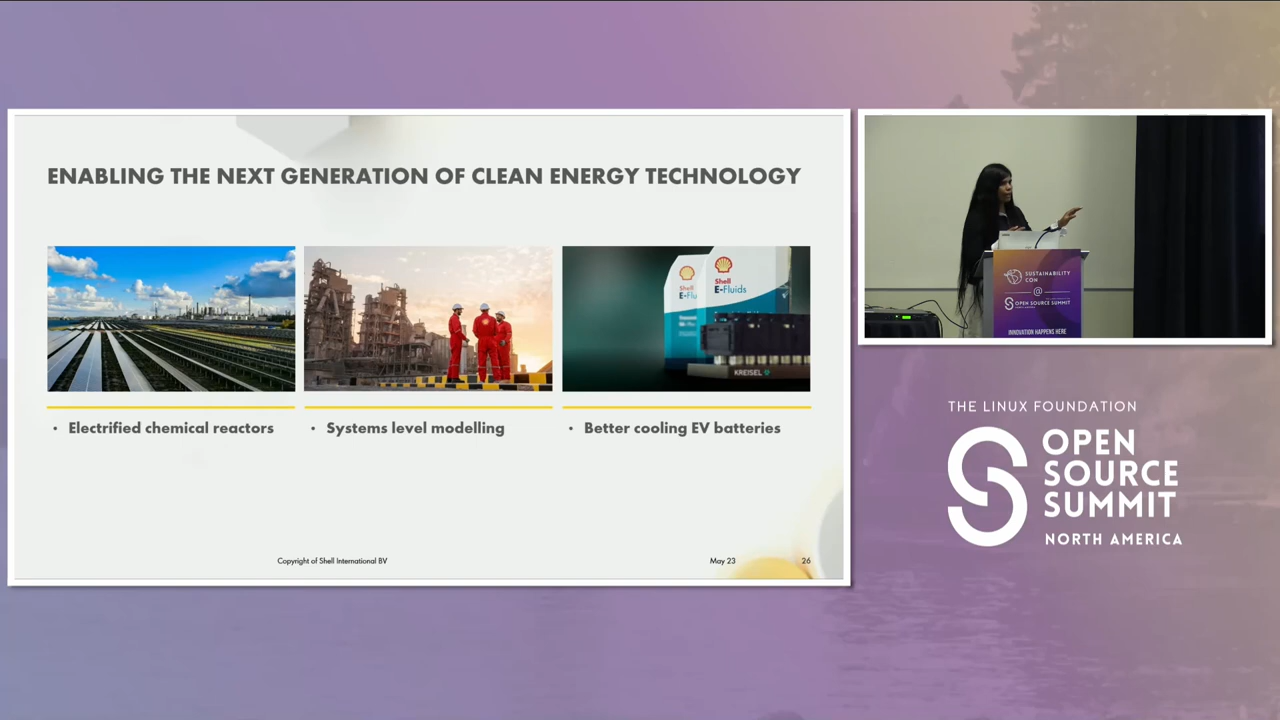 ENABLING THE NEXT GENERATION OF CLEAN ENERGY TECHNOLOGY
Shell
E-Flu
Shell
E-Fluids
KREISEL
• Electrified chemical reactors
• Systems level modelling
• Better cooling EV batteries
Copyright of Shell International BV
May 23
26
SUSTAINABILITY
CON
@
OPEN SOURCE SUMMIT
INNOVATION HAPPENS HERE
THE LINUX FOUNDATION
OPEN
SOURCE
SUMMIT
NORTH AMERICA